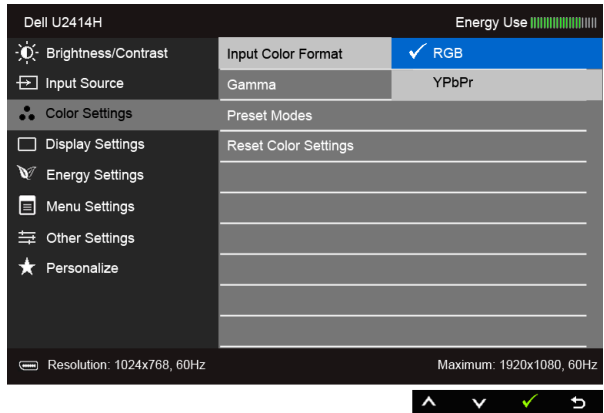 Dell U2414H Energy Use
Brightness/Contrast Input Color Format RGB
Input Source Gamma YPbPr
Color Settings Preset Modes
Display Settings Reset Color Settings
Energy Settings
Menu Settings
Other Settings
Personalize
Resolution: 1024x768, 60Hz Maximum: 1920x1080, 60Hz